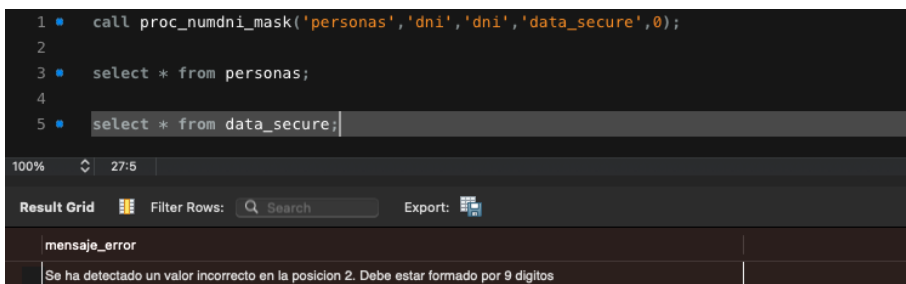 1 call proc_numdni_mask('personas','dni','dni','data_secure',0);
2
3 select * from personas;
4
5 select * from data_secure;
100% 27:5
Result Grid Filter Rows: Search Export:
mensaje_error
Se ha detectado un valor incorrecto en la posicion 2. Debe estar formado por 9 digitos